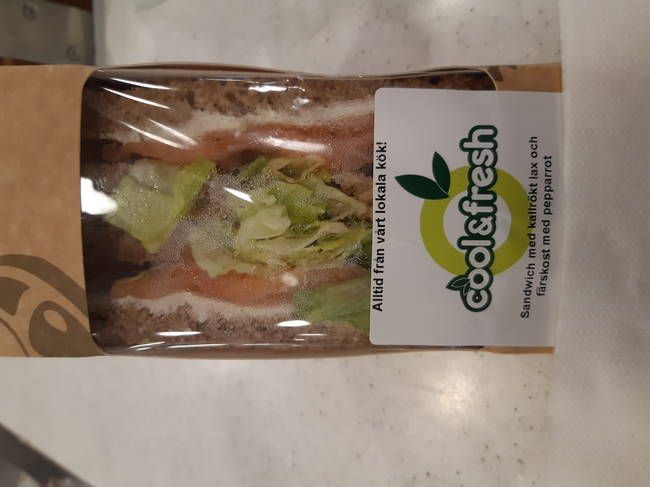 Alltid från vårt lokala kök!
cool&fresh
Sandwich med kallrökt lax och
färskost med pepparrot